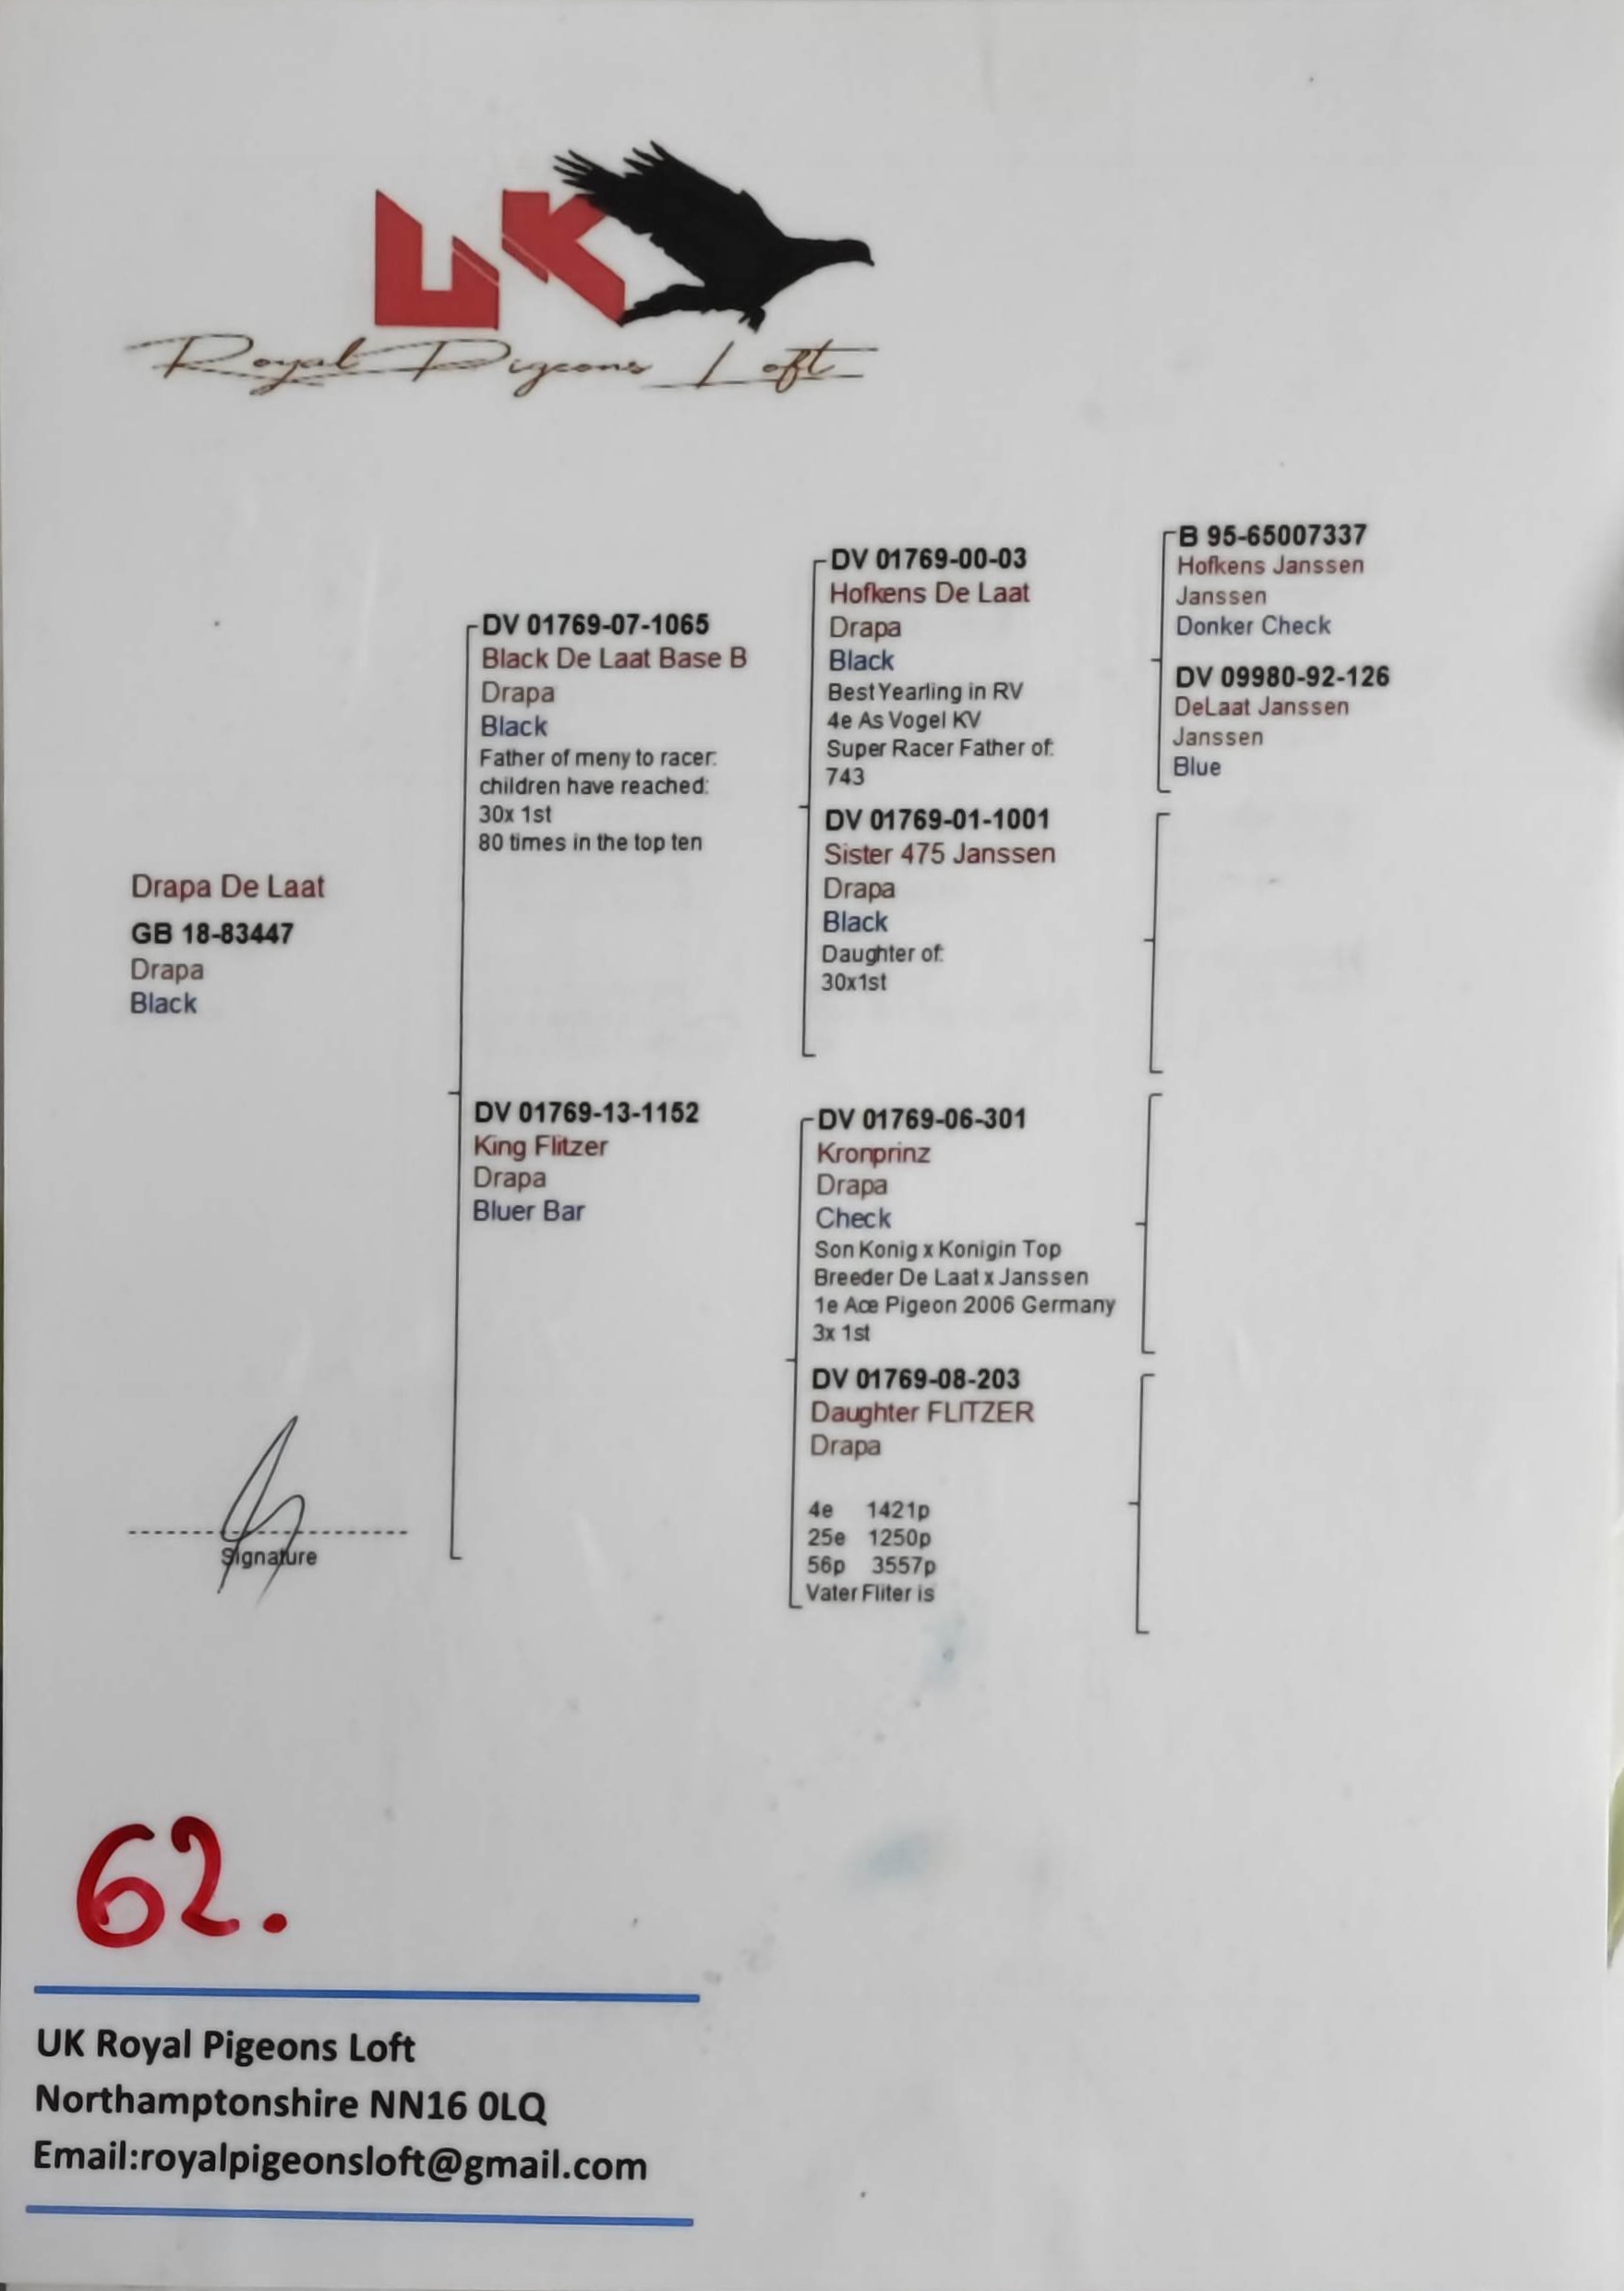 UK
Royal Pigeons Loft
Drapa De Laat
GB 18-83447
Drapa
Black
DV 01769-07-1065
Black De Laat Base B
Drapa
Black
Father of meny to racer:
children have reached:
30x 1st
80 times in the top ten
DV 01769-13-1152
King Flitzer
Drapa
Bluer Bar
DV 01769-00-03
Hofkens De Laat
Drapa
Black
Best Yearling in RV
4e As Vogel KV
Super Racer Father of:
743
DV 01769-01-1001
Sister 475 Janssen
Drapa
Black
Daughter of:
30x1st
DV 01769-06-301
Kronprinz
Drapa
Check
Son Konig x Konigin Top
Breeder De Laat x Janssen
1e Ace Pigeon 2006 Germany
3x 1st
DV 01769-08-203
Daughter FLITZER
Drapa
4e 1421p
25e 1250p
56p 3557p
Vater Fliter is
B 95-65007337
Hofkens Janssen
Janssen
Donker Check
DV 09980-92-126
DeLaat Janssen
Janssen
Blue
Signature
62.
UK Royal Pigeons Loft
Northamptonshire NN16 0LQ
Email:royalpigeonsloft@gmail.com